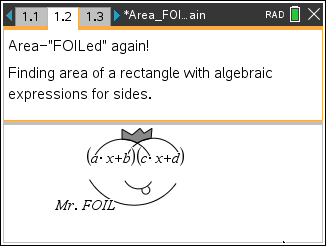 1.1 1.2 1.3 *Area_FOI...ain RAD
Area-"FOILed" again!
Finding area of a rectangle with algebraic
expressions for sides.
(a· x+b)(c· x+d)
Mr. FOIL